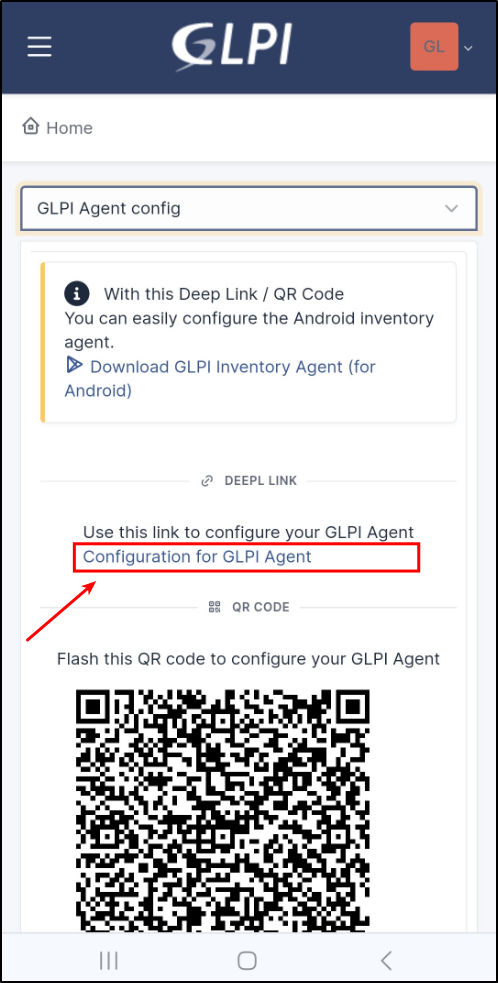 GLPI
GL
Home
GLPI Agent config
With this Deep Link / QR Code
You can easily configure the Android inventory
agent.
Download GLPI Inventory Agent (for
Android)
DEEPL LINK
Use this link to configure your GLPI Agent
Configuration for GLPI Agent
QR CODE
Flash this QR code to configure your GLPI Agent